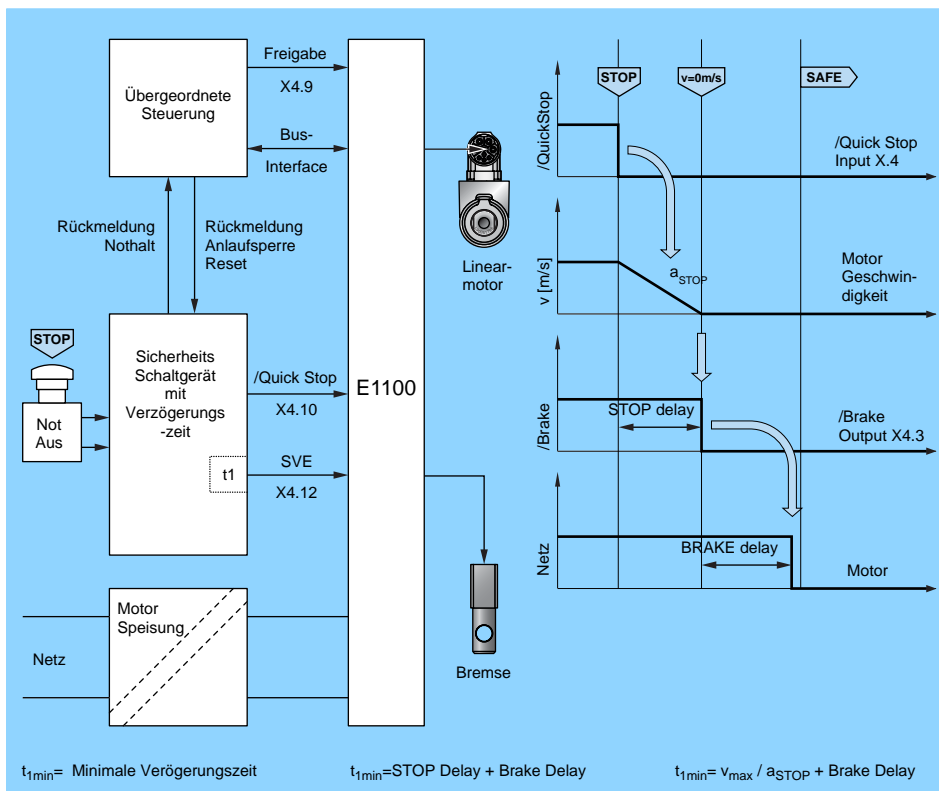 Übergeordnete
Steuerung
Freigabe
X4.9
Bus-
Interface
Rückmeldung
Nothalt
Rückmeldung
Anlaufsperre
Reset
STOP
Not
Aus
Sicherheits
Schaltgerät
mit
Verzögerungs
-zeit
t1
/Quick Stop
X4.10
SVE
X4.12
E1100
Linear-
motor
Bremse
Motor
Speisung
Netz
STOP
v=0m/s
SAFE
/QuickStop
/Quick Stop
Input X.4
v [m/s]
aSTOP
Motor
Geschwin-
digkeit
/Brake
STOP delay
/Brake
Output X4.3
Netz
BRAKE delay
Motor
t1min= Minimale Verögerungszeit
t1min=STOP Delay + Brake Delay
t1min= vmax / aSTOP + Brake Delay